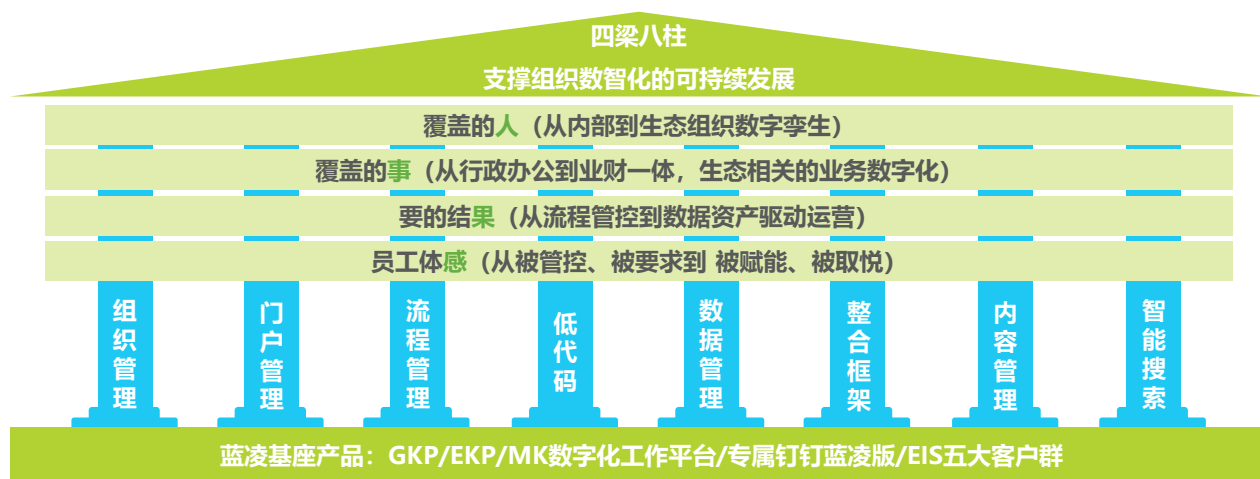 四梁八柱
支撑组织数智化的可持续发展
覆盖的人（从内部到生态组织数字孪生）
覆盖的事（从行政办公到业财一体，生态相关的业务数字化）
要的结果（从流程管控到数据资产驱动运营）
员工体感（从被管控、被要求到 被赋能、被取悦）
组织管理
门户管理
流程管理
低代码
数据管理
整合框架
内容管理
智能搜索
蓝凌基座产品：GKP/EKP/MK数字化工作平台/专属钉钉蓝凌版/EIS五大客户群